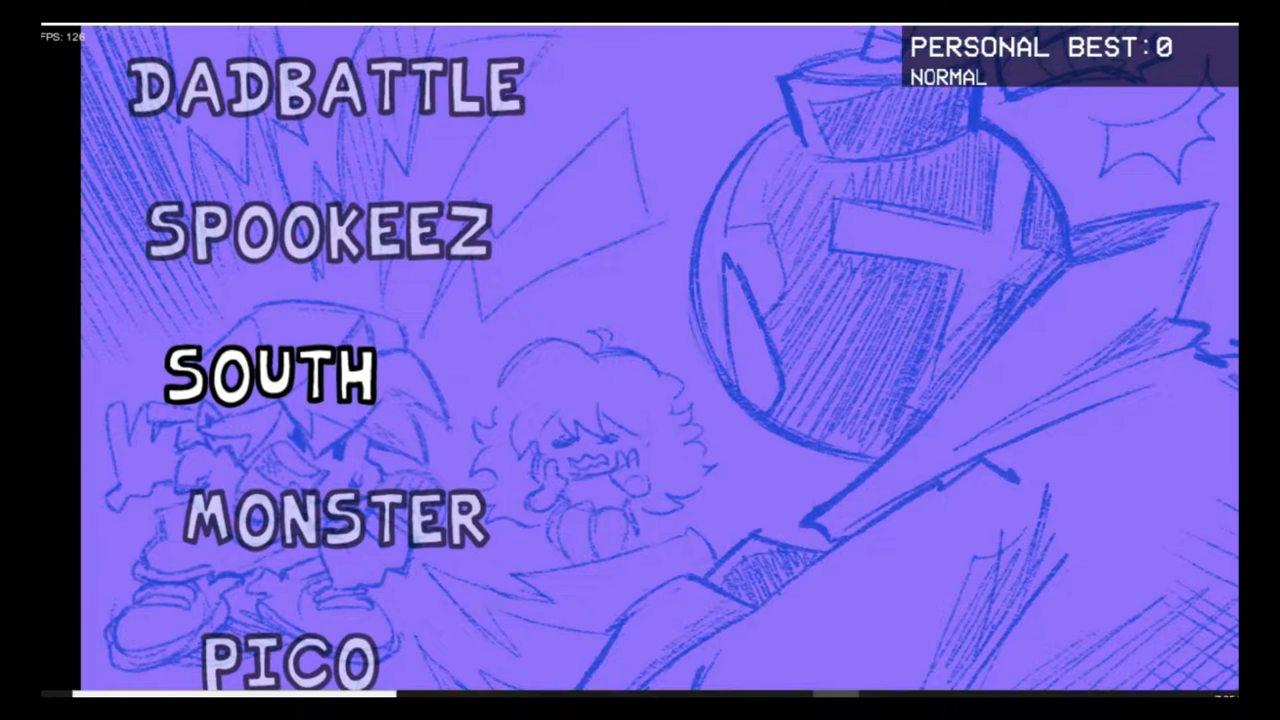 FPS: 126
PERSONAL BEST:0
NORMAL
DADBATTLE
SPOOKEEZ
SOUTH
MONSTER
PICO